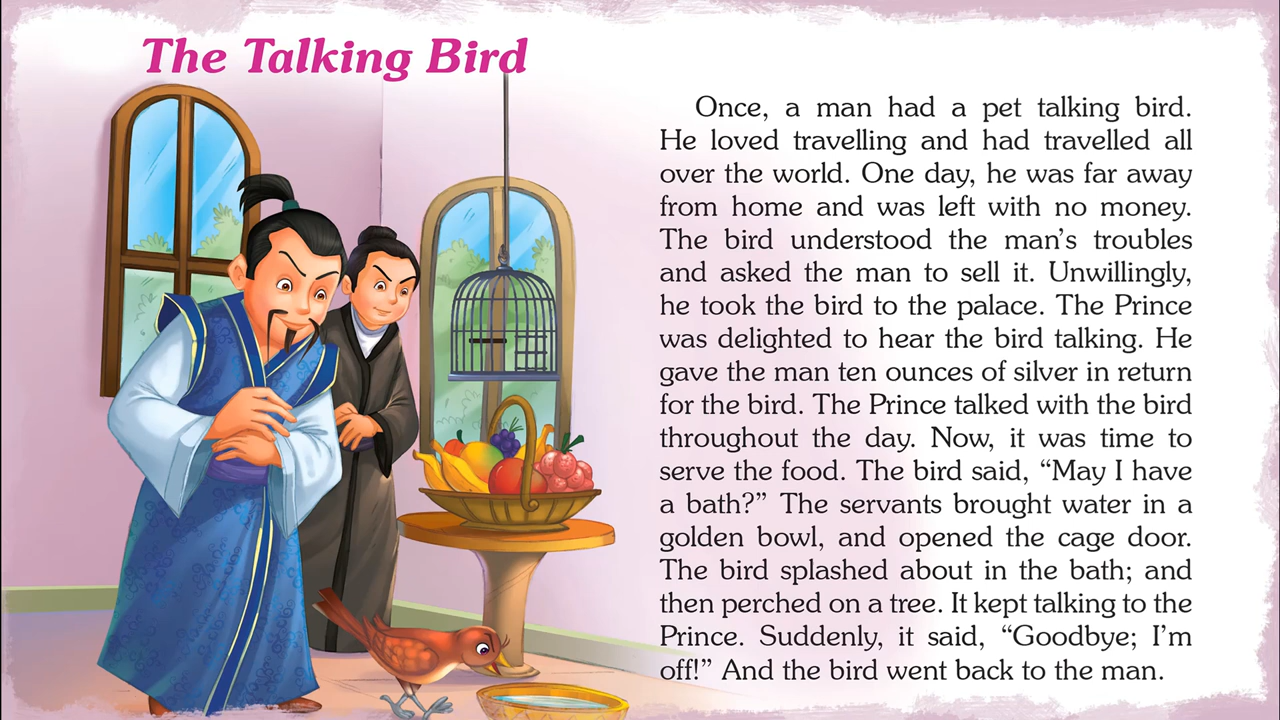 The Talking Bird
Once, a man had a pet talking bird.
He loved travelling and had travelled all
over the world. One day, he was far away
from home and was left with no money.
The bird understood the man’s troubles
and asked the man to sell it. Unwillingly,
he took the bird to the palace. The Prince
was delighted to hear the bird talking. He
gave the man ten ounces of silver in return
for the bird. The Prince talked with the bird
throughout the day. Now, it was time to
serve the food. The bird said, “May I have
a bath?” The servants brought water in a
golden bowl, and opened the cage door.
The bird splashed about in the bath; and
then perched on a tree. It kept talking to the
Prince. Suddenly, it said, “Goodbye; I’m
off!” And the bird went back to the man.